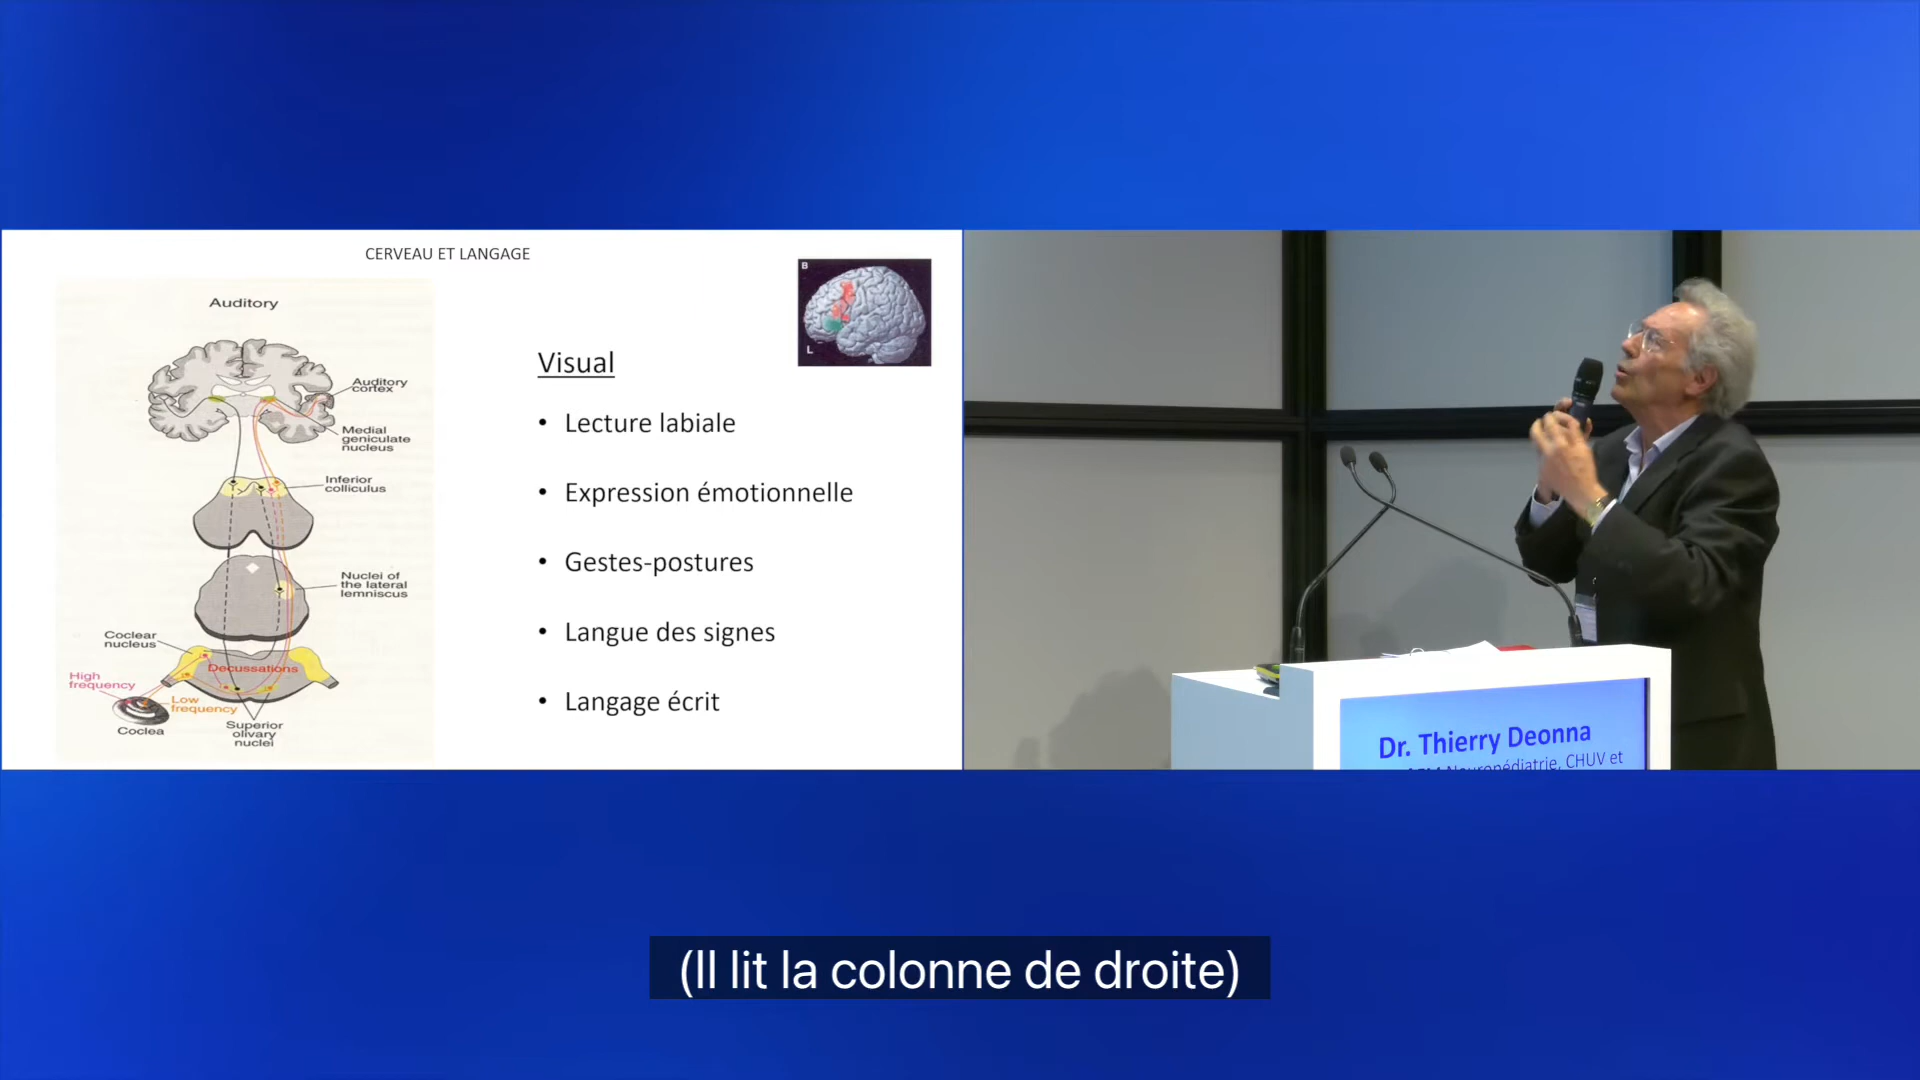 CERVEAU ET LANGAGE
Auditory
Auditory
cortex
Medial
geniculate
nucleus
Inferior
colliculus
Nuclei of
the lateral
lemniscus
Coclear
nucleus
Decussations
High
frequency
Low
frequency
Coclea
Superior
olivary
nuclei
B
L
Visual
• Lecture labiale
• Expression émotionnelle
• Gestes-postures
• Langue des signes
• Langage écrit
Dr. Thierry Deonna
Neuropédiatrie, CHUV et
(Il lit la colonne de droite)